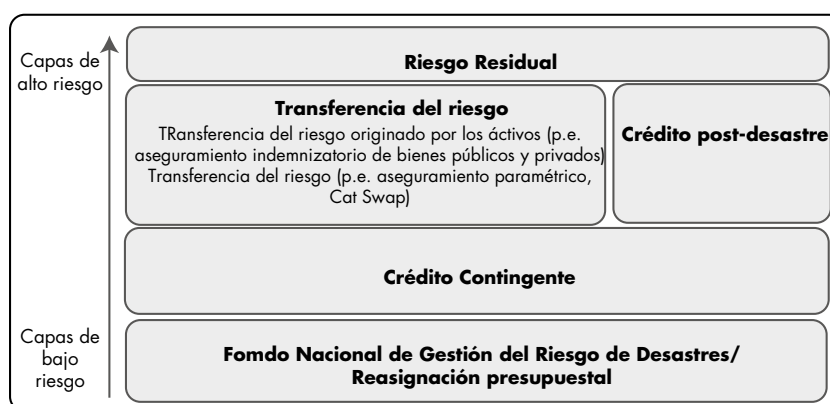 Capas de
alto riesgo
Riesgo Residual
Transferencia del riesgo
TRansferencia del riesgo originado por los áctivos (p.e.
aseguramiento indemnizatorio de bienes públicos y privados)
Transferencia del riesgo (p.e. aseguramiento paramétrico,
Cat Swap)
Crédito post-desastre
Crédito Contingente
Capas de
bajo
riesgo
Fomdo Nacional de Gestión del Riesgo de Desastres/
Reasignación presupuestal